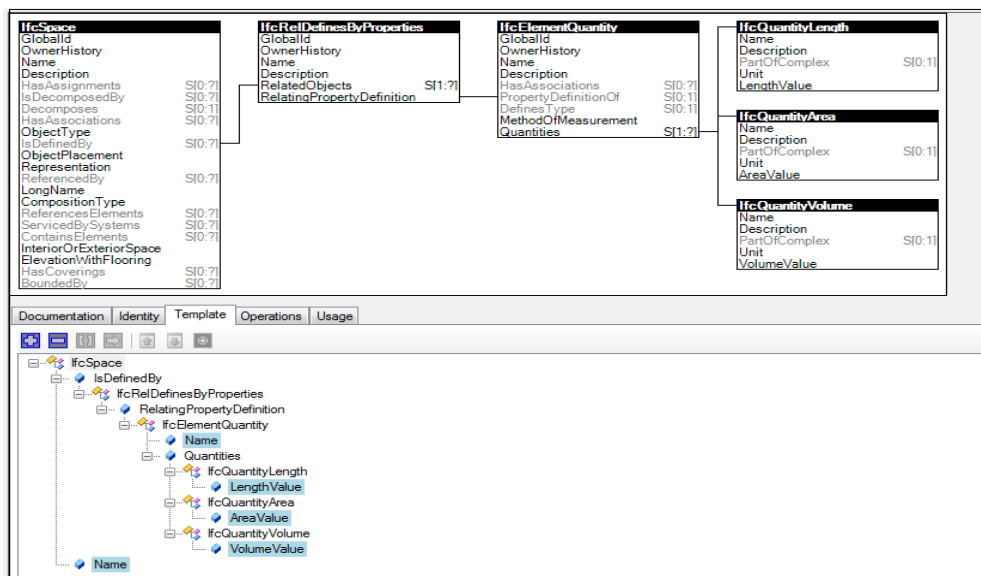 IfcSpace
GlobalId
OwnerHistory
Name
Description
HasAssignments S[0:?]
IsDecomposedBy S[0:?]
Decomposes S[0:1]
HasAssociations S[0:?]
ObjectType
IsDefinedBy S[0:?]
ObjectPlacement
Representation
ReferencedBy S[0:?]
LongName
CompositionType
ReferencesElements S[0:?]
ServicedBySystems S[0:?]
ContainsElements S[0:?]
InteriorOrExteriorSpace
ElevationWithFlooring
HasCoverings S[0:?]
BoundedBy S[0:?]
IfcRelDefinesByProperties
GlobalId
OwnerHistory
Name
Description
RelatedObjects S[1:?]
RelatingPropertyDefinition
IfcElementQuantity
GlobalId
OwnerHistory
Name
Description
HasAssociations S[0:?]
PropertyDefinitionOf S[0:1]
DefinesType S[0:1]
MethodOfMeasurement
Quantities S[1:?]
IfcQuantityLength
Name
Description
PartOfComplex S[0:1]
Unit
LengthValue
IfcQuantityArea
Name
Description
PartOfComplex S[0:1]
Unit
AreaValue
IfcQuantityVolume
Name
Description
PartOfComplex S[0:1]
Unit
VolumeValue
Documentation Identity Template Operations Usage
IfcSpace
IsDefinedBy
IfcRelDefinesByProperties
RelatingPropertyDefinition
IfcElementQuantity
Name
Quantities
IfcQuantityLength
LengthValue
IfcQuantityArea
AreaValue
IfcQuantityVolume
VolumeValue
Name